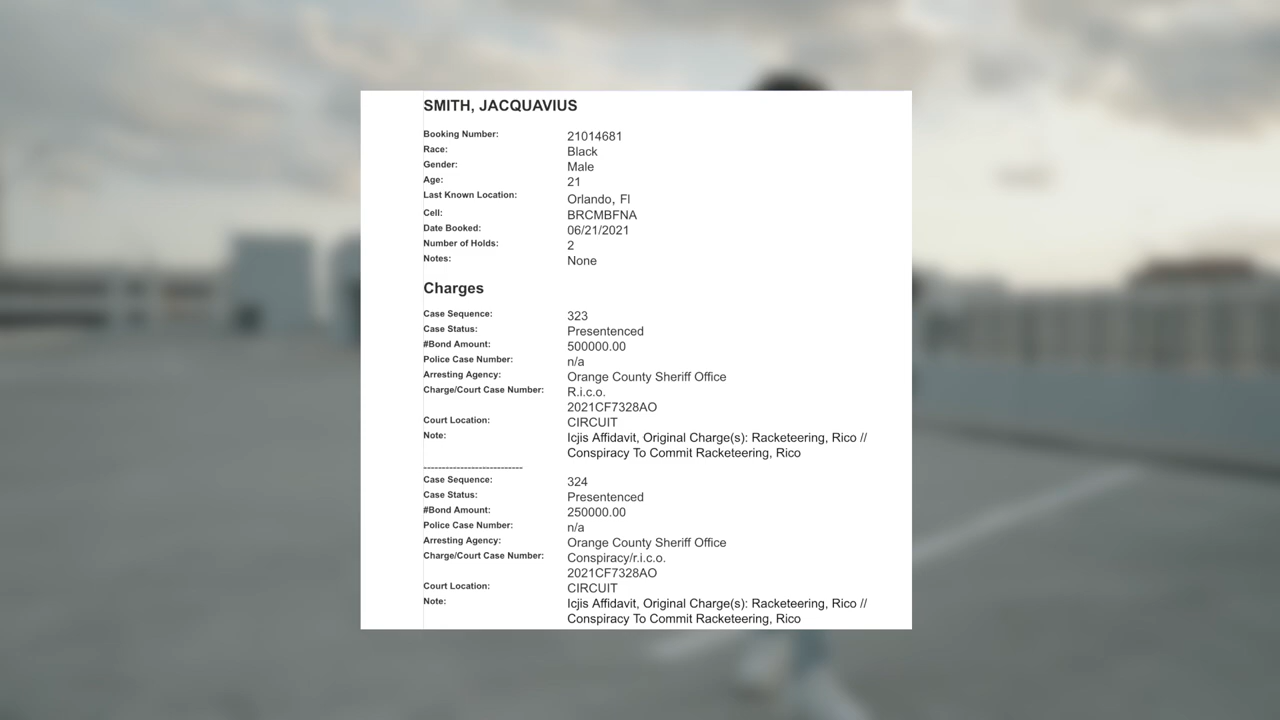 SMITH, JACQUAVIUS
Booking Number: 21014681
Race: Black
Gender: Male
Age: 21
Last Known Location: Orlando, Fl
Cell: BRCMBFNA
Date Booked: 06/21/2021
Number of Holds: 2
Notes: None
Charges
Case Sequence: 323
Case Status: Presentenced
#Bond Amount: 500000.00
Police Case Number: n/a
Arresting Agency: Orange County Sheriff Office
Charge/Court Case Number: R.i.c.o.
2021CF7328AO
Court Location: CIRCUIT
Note: Icjis Affidavit, Original Charge(s): Racketeering, Rico //
Conspiracy To Commit Racketeering, Rico
---------------------------
Case Sequence: 324
Case Status: Presentenced
#Bond Amount: 250000.00
Police Case Number: n/a
Arresting Agency: Orange County Sheriff Office
Charge/Court Case Number: Conspiracy/r.i.c.o.
2021CF7328AO
Court Location: CIRCUIT
Note: Icjis Affidavit, Original Charge(s): Racketeering, Rico //
Conspiracy To Commit Racketeering, Rico